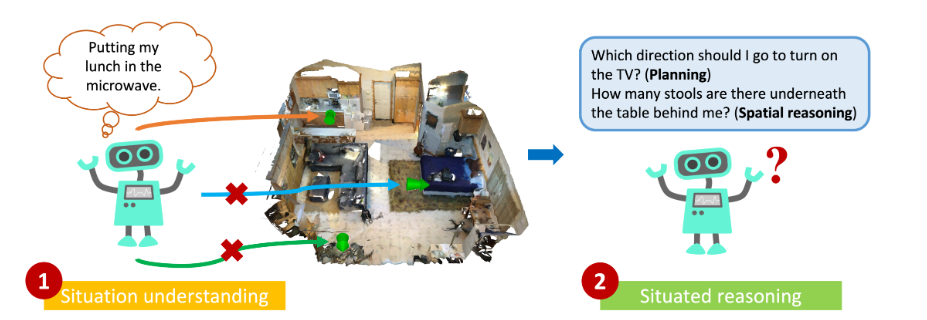 Putting my
lunch in the
microwave.
Which direction should I go to turn on
the TV? (Planning)
How many stools are there underneath
the table behind me? (Spatial reasoning)
?
1
Situation understanding
2
Situated reasoning